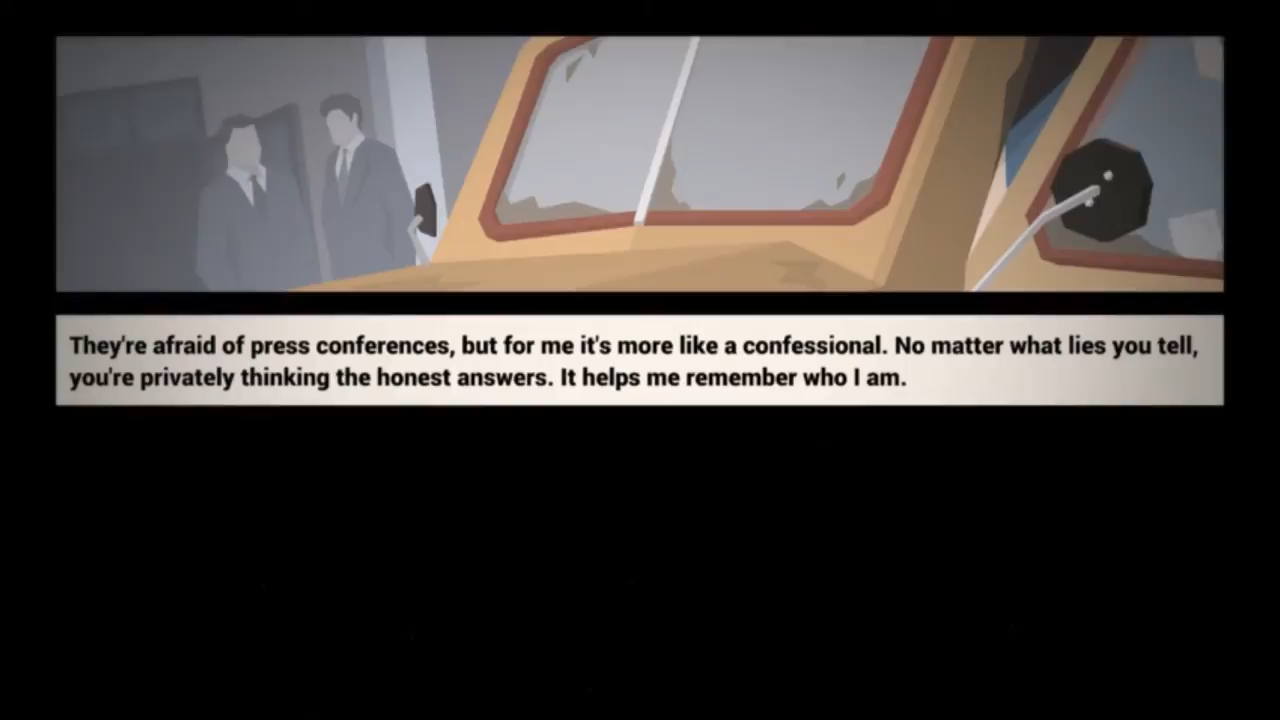 They're afraid of press conferences, but for me it's more like a confessional. No matter what lies you tell,
you're privately thinking the honest answers. It helps me remember who I am.